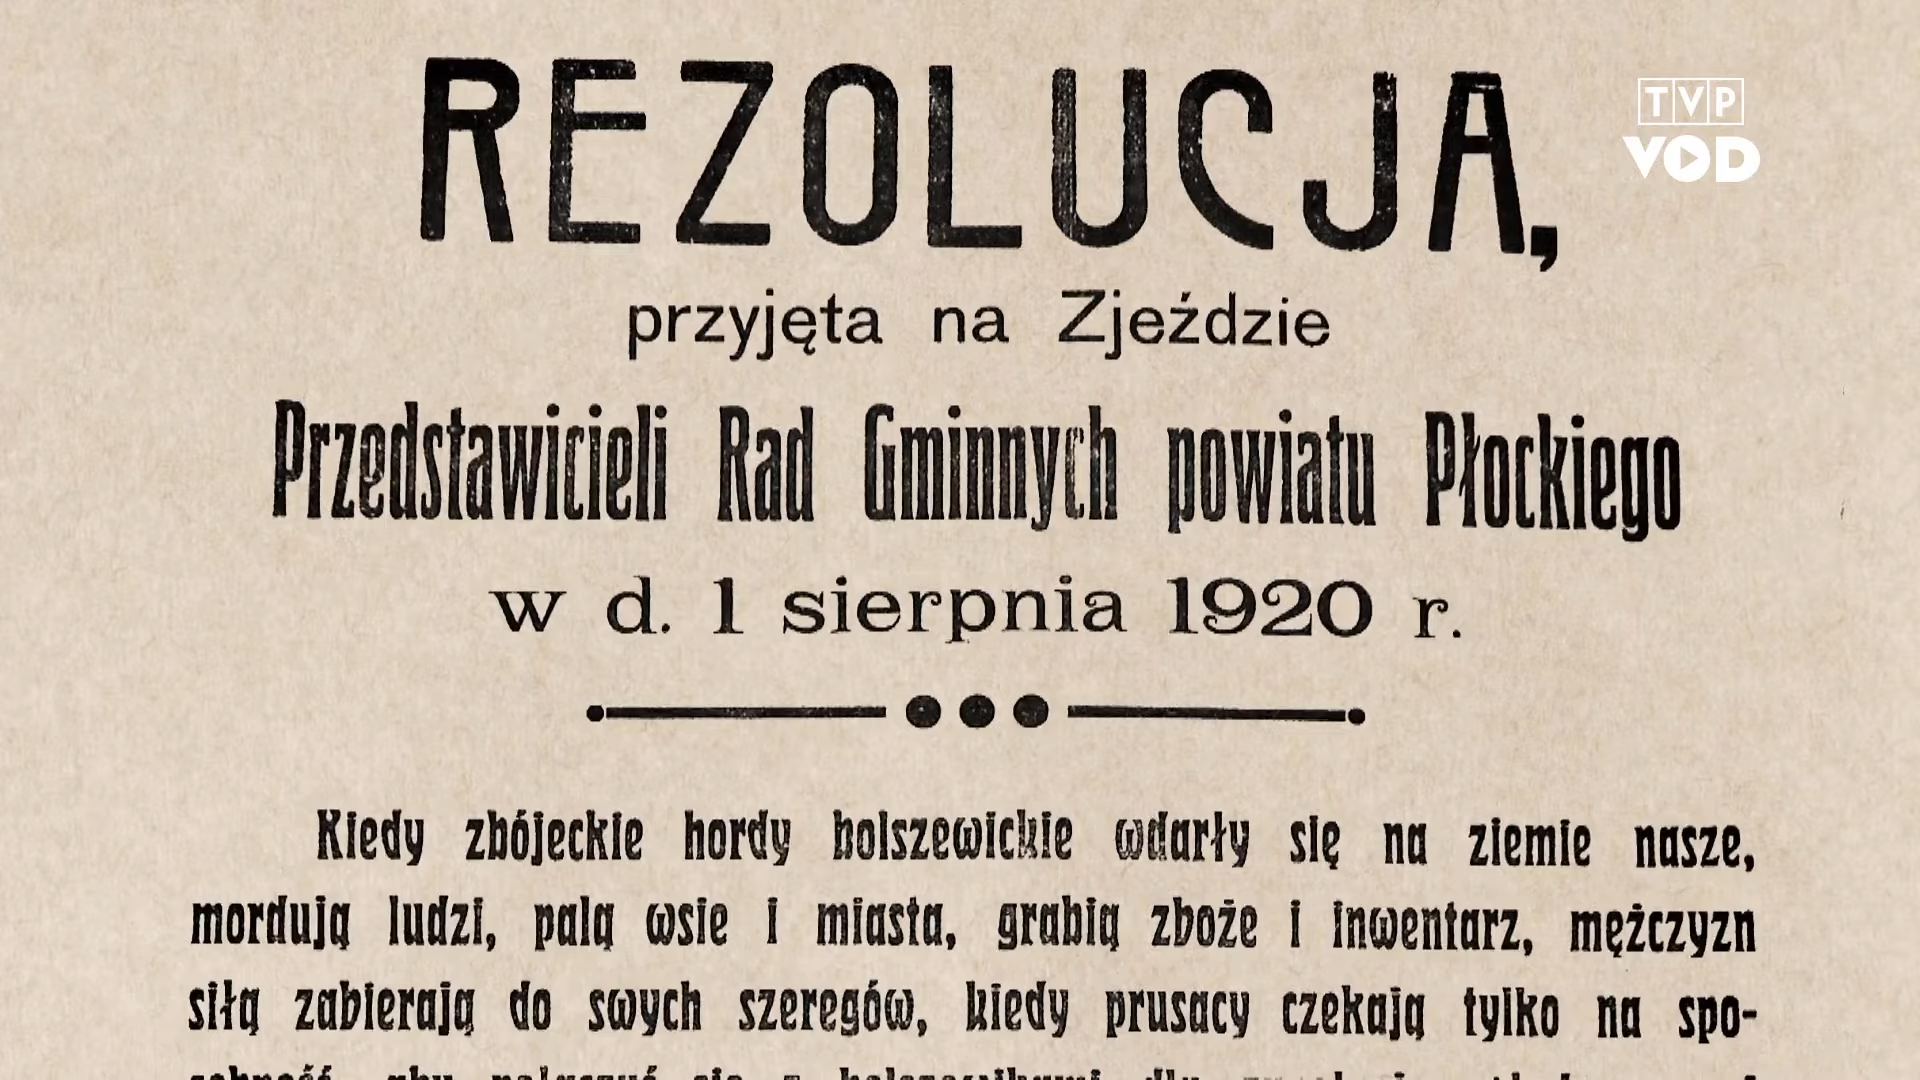 REZOLUCJA,
TVP
VOD
przyjęta na Zjeździe
Przedstawicieli Rad Gminnych powiatu Płockiego
w d. 1 sierpnia 1920 r.
Kiedy zbójeckie hordy bolszewickie wdarły się na ziemie nasze,
mordują ludzi, palą wsie i miasta, grabią zboże i inwentarz, mężczyzn
siłą zabierają do swych szeregów, kiedy prusacy czekają tylko na spo-